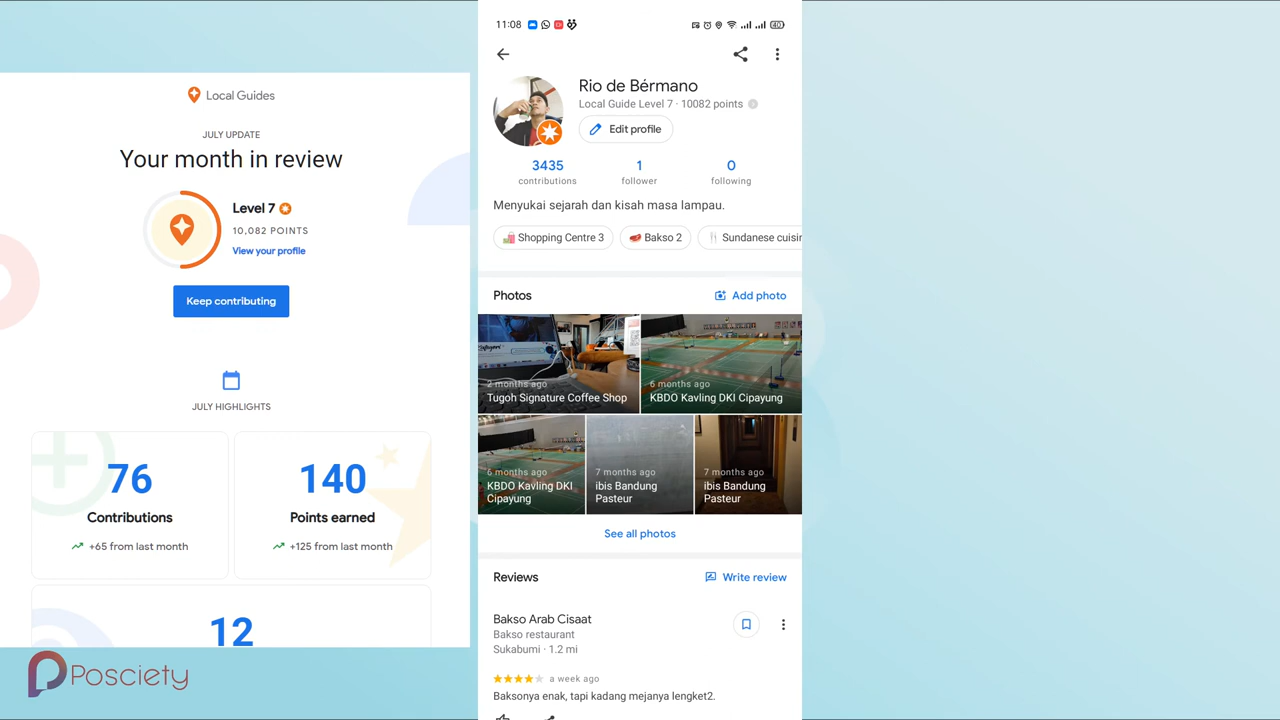 Local Guides
JULY UPDATE
Your month in review
Level 7
10,082 POINTS
View your profile
Keep contributing
JULY HIGHLIGHTS
76
Contributions
+65 from last month
140
Points earned
+125 from last month
12
Posciety
11:08
40
Rio de Bérmano
Local Guide Level 7 · 10082 points
Edit profile
3435
contributions
1
follower
0
following
Menyukai sejarah dan kisah masa lampau.
Shopping Centre 3
Bakso 2
Sundanese cuisin
Photos
Add photo
2 months ago
Tugoh Signature Coffee Shop
6 months ago
KBDO Kavling DKI Cipayung
6 months ago
KBDO Kavling DKI
Cipayung
7 months ago
ibis Bandung
Pasteur
7 months ago
ibis Bandung
Pasteur
See all photos
Reviews
Write review
Bakso Arab Cisaat
Bakso restaurant
Sukabumi · 1.2 mi
a week ago
Baksonya enak, tapi kadang mejanya lengket2.